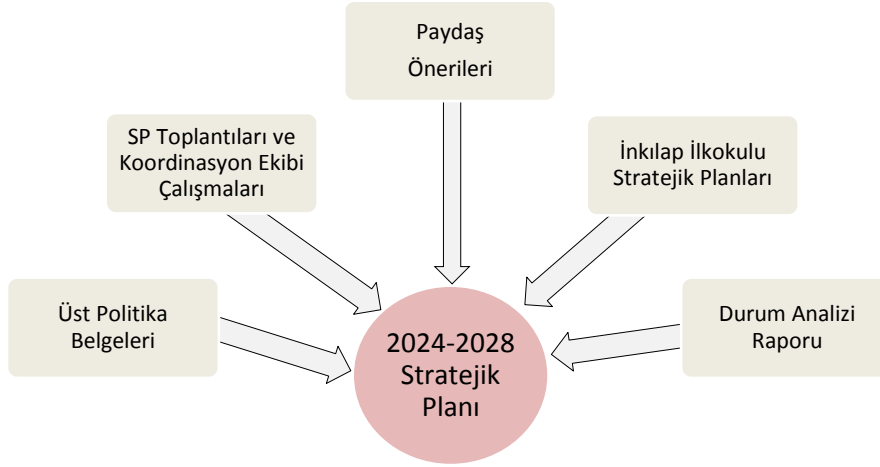 Paydaş
Önerileri
SP Toplantıları ve
Koordinasyon Ekibi
Çalışmaları
İnkılap İlkokulu
Stratejik Planları
Üst Politika
Belgeleri
Durum Analizi
Raporu
2024-2028
Stratejik
Planı